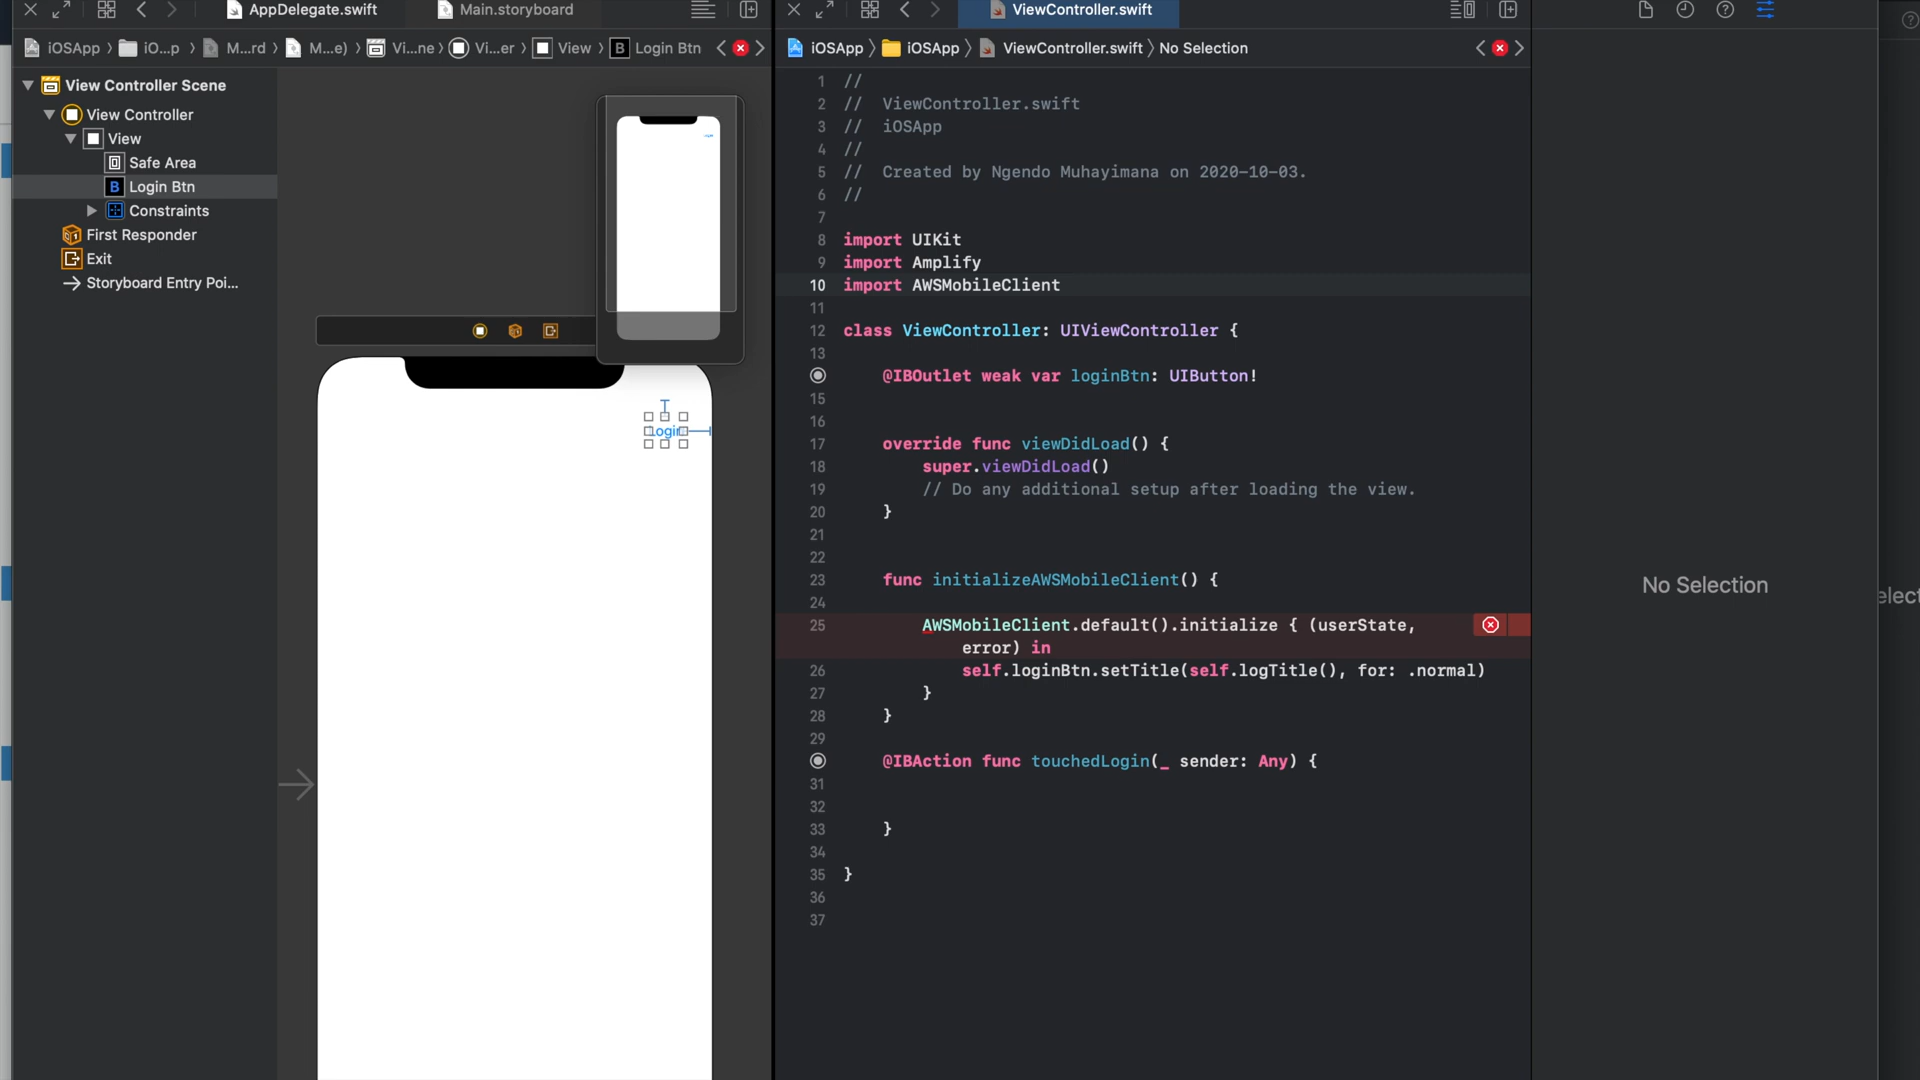 AppDelegate.swift
Main.storyboard
ViewController.swift
iOSApp
iO...p
M...rd
M...e)
Vi...ne
Vi...er
View
B
Login Btn
iOSApp
iOSApp
ViewController.swift
No Selection
View Controller Scene
View Controller
View
Safe Area
B Login Btn
Constraints
First Responder
Exit
Storyboard Entry Poi...
Login
1 //
2 // ViewController.swift
3 // iOSApp
4 //
5 // Created by Ngendo Muhayimana on 2020-10-03.
6 //
7
8 import UIKit
9 import Amplify
10 import AWSMobileClient
11
12 class ViewController: UIViewController {
13
@IBOutlet weak var loginBtn: UIButton!
15
16
17 override func viewDidLoad() {
18 super.viewDidLoad()
19 // Do any additional setup after loading the view.
20 }
21
22
23 func initializeAWSMobileClient() {
24
25 AWSMobileClient.default().initialize { (userState,
error) in
26 self.loginBtn.setTitle(self.logTitle(), for: .normal)
27 }
28 }
29
@IBAction func touchedLogin(_ sender: Any) {
31
32
33 }
34
35 }
36
37
No Selection
elect